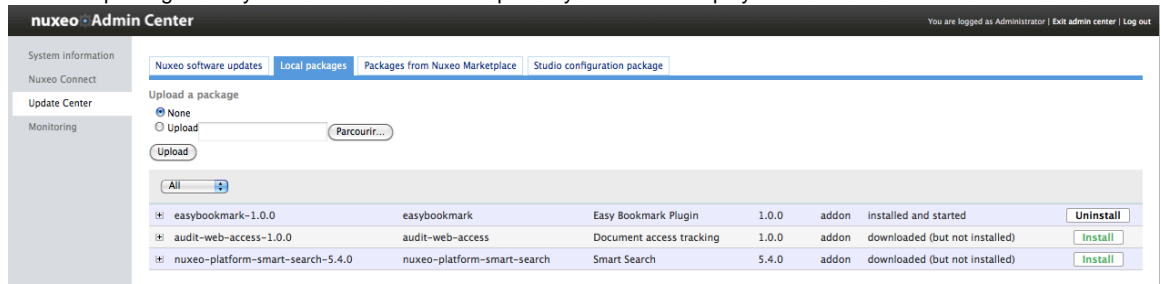 nuxeo Admin Center
You are logged as Administrator | Exit admin center | Log out
System information
Nuxeo Connect
Update Center
Monitoring
Nuxeo software updates Local packages Packages from Nuxeo Marketplace Studio configuration package
Upload a package
None
Upload Parcourir...
Upload
All
easybookmark-1.0.0 easybookmark Easy Bookmark Plugin 1.0.0 addon installed and started Uninstall
audit-web-access-1.0.0 audit-web-access Document access tracking 1.0.0 addon downloaded (but not installed) Install
nuxeo-platform-smart-search-5.4.0 nuxeo-platform-smart-search Smart Search 5.4.0 addon downloaded (but not installed) Install